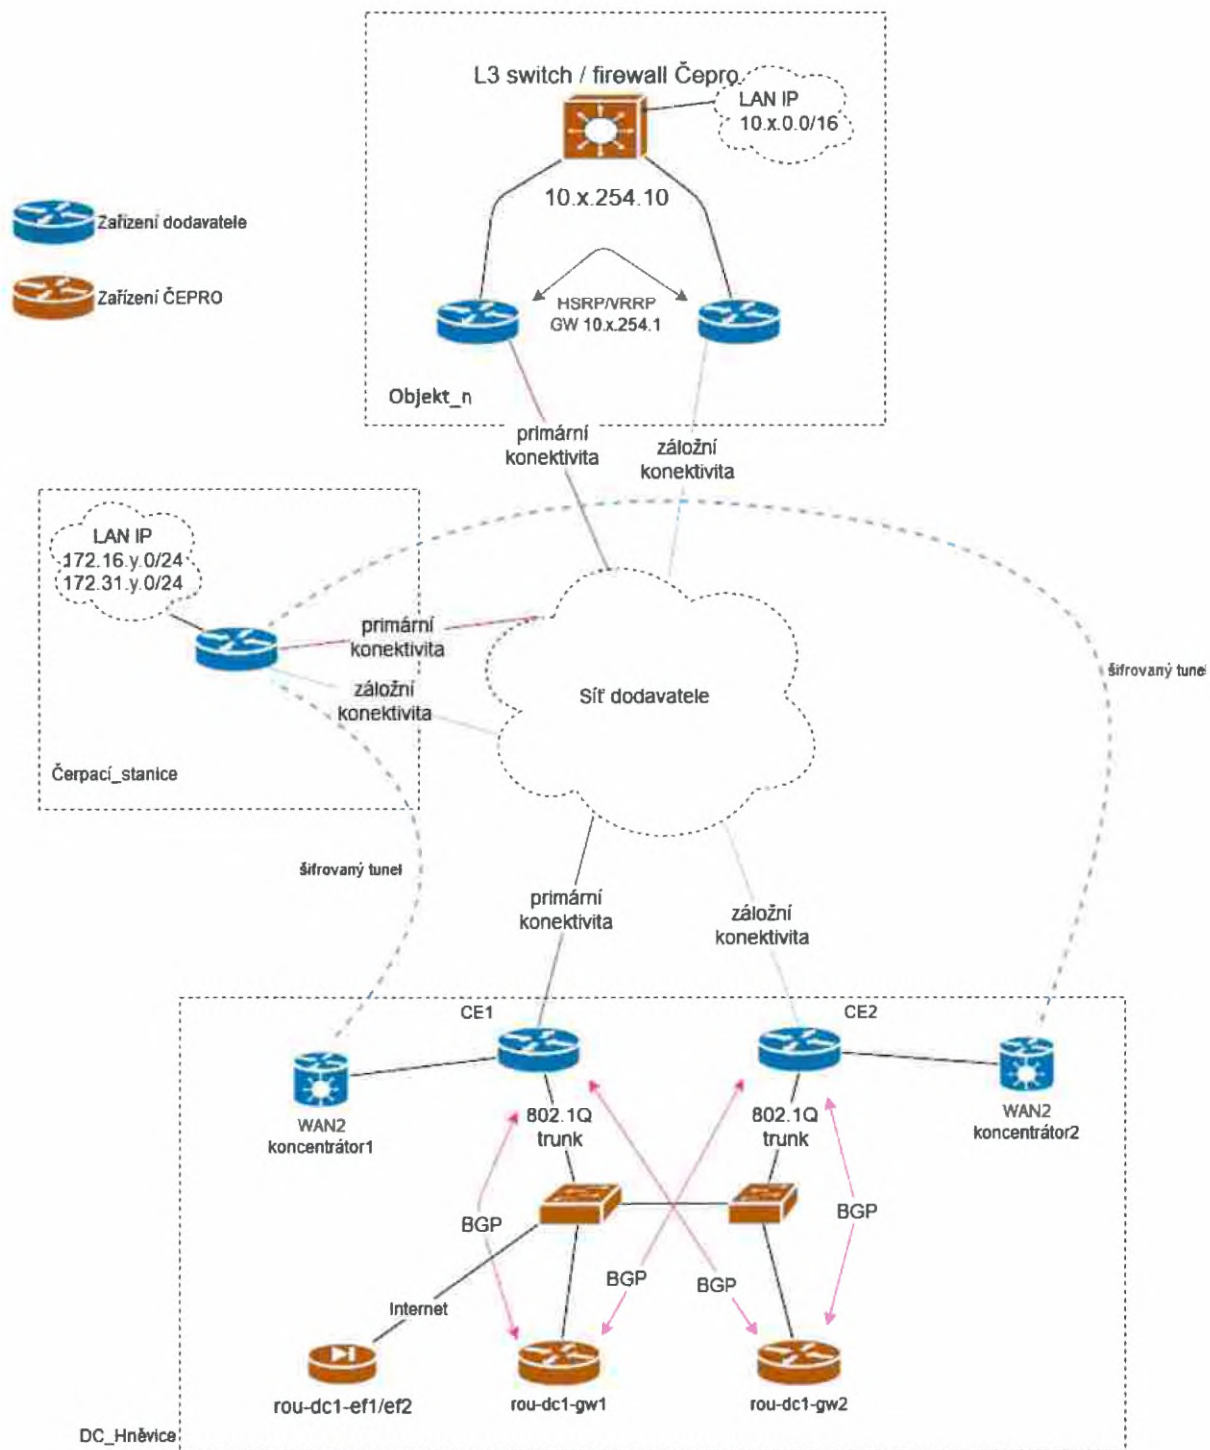 L3 switch / firewall Čepro
LAN IP
10.x.0.0/16
10.x.254.10
Zařízení dodavatele
Zařízení ČEPRO
HSRP/VRRP
GW 10.x.254.1
Objekt_n
primární
konektivita
záložní
konektivita
LAN IP
172.16.y.0/24
172.31.y.0/24
primární
konektivita
záložní
konektivita
Síť dodavatele
šifrovaný tunel
Čerpací_stanice
šifrovaný tunel
primární
konektivita
záložní
konektivita
CE1
CE2
WAN2
koncentrátor1
802.1Q
trunk
802.1Q
trunk
WAN2
koncentrátor2
BGP
BGP
BGP
BGP
Internet
rou-dc1-ef1/ef2
rou-dc1-gw1
rou-dc1-gw2
DC_Hněvice